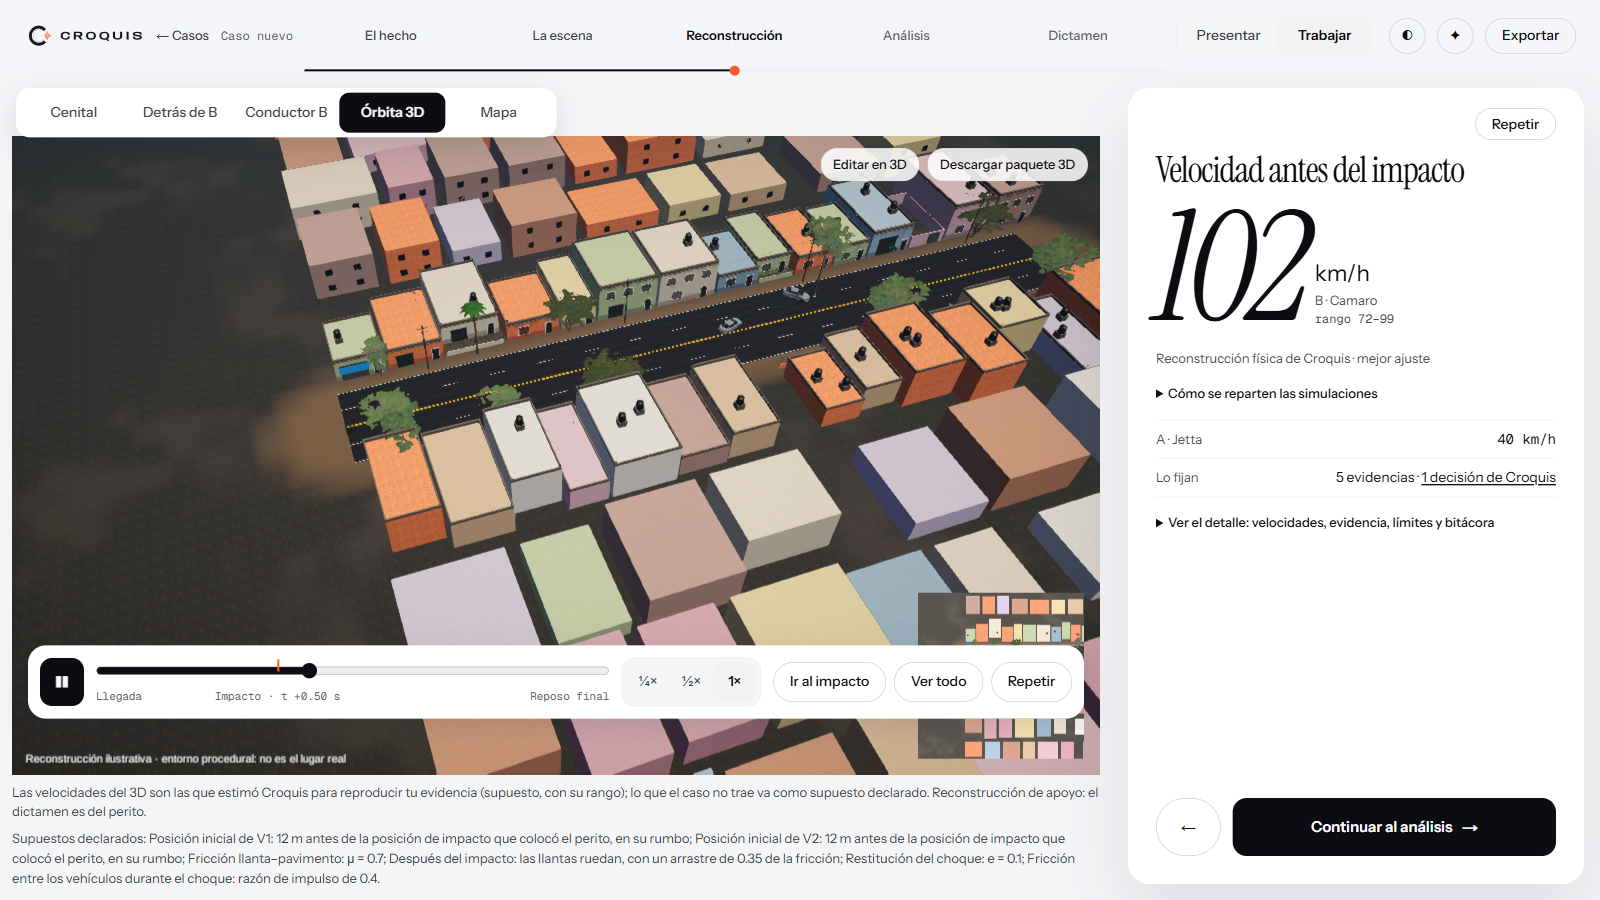 CROQUIS
← Casos
Caso nuevo
El hecho
La escena
Reconstrucción
Análisis
Dictamen
Presentar
Trabajar
Exportar
Cenital
Detrás de B
Conductor B
Órbita 3D
Mapa
Editar en 3D
Descargar paquete 3D
Llegada
Impacto · t +0.50 s
Reposo final
¼×
½×
1×
Ir al impacto
Ver todo
Repetir
Reconstrucción ilustrativa · entorno procedural: no es el lugar real
Las velocidades del 3D son las que estimó Croquis para reproducir tu evidencia (supuesto, con su rango); lo que el caso no trae va como supuesto declarado. Reconstrucción de apoyo: el
dictamen es del perito.
Supuestos declarados: Posición inicial de V1: 12 m antes de la posición de impacto que colocó el perito, en su rumbo; Posición inicial de V2: 12 m antes de la posición de impacto que
colocó el perito, en su rumbo; Fricción llanta–pavimento: μ = 0.7; Después del impacto: las llantas ruedan, con un arrastre de 0.35 de la fricción; Restitución del choque: e = 0.1; Fricción
entre los vehículos durante el choque: razón de impulso de 0.4.
Repetir
Velocidad antes del impacto
102
km/h
B · Camaro
rango 72–99
Reconstrucción física de Croquis · mejor ajuste
Cómo se reparten las simulaciones
A · Jetta
40 km/h
Lo fijan
5 evidencias · 1 decisión de Croquis
Ver el detalle: velocidades, evidencia, límites y bitácora
←
Continuar al análisis →